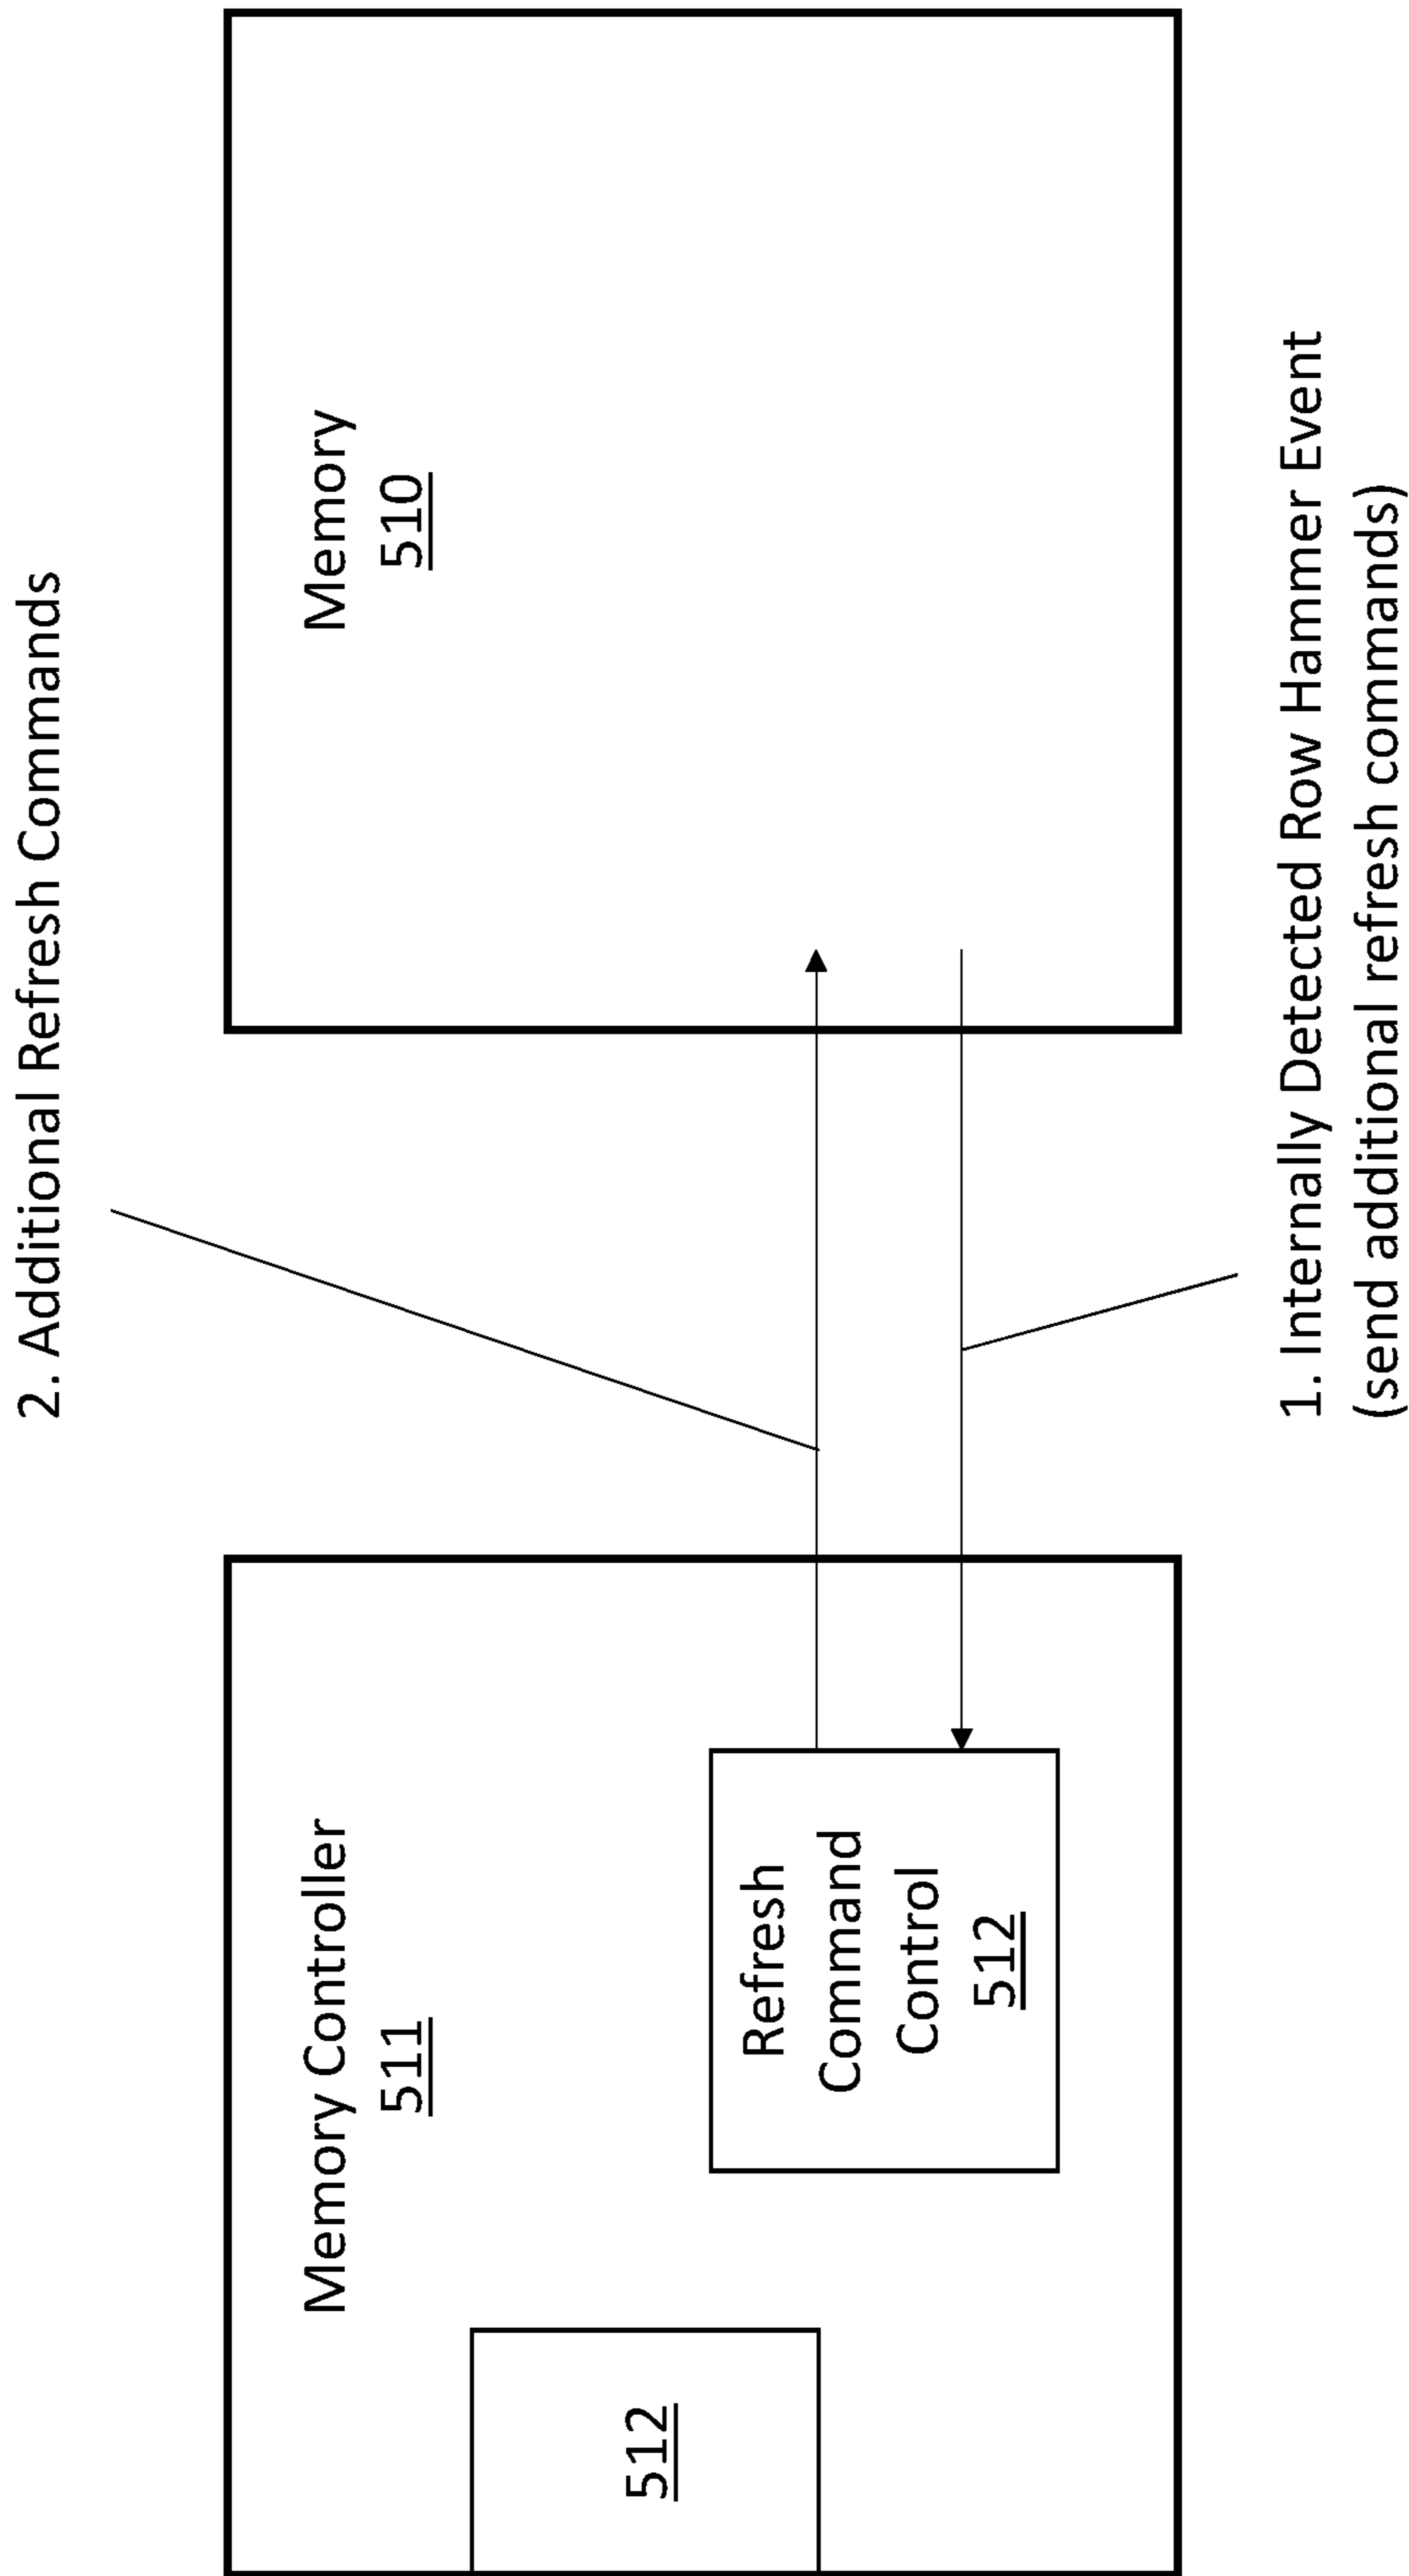 2. Additional Refresh Commands
Memory Controller
511
512
Refresh
Command
Control
512
Memory
510
1. Internally Detected Row Hammer Event
(send additional refresh commands)